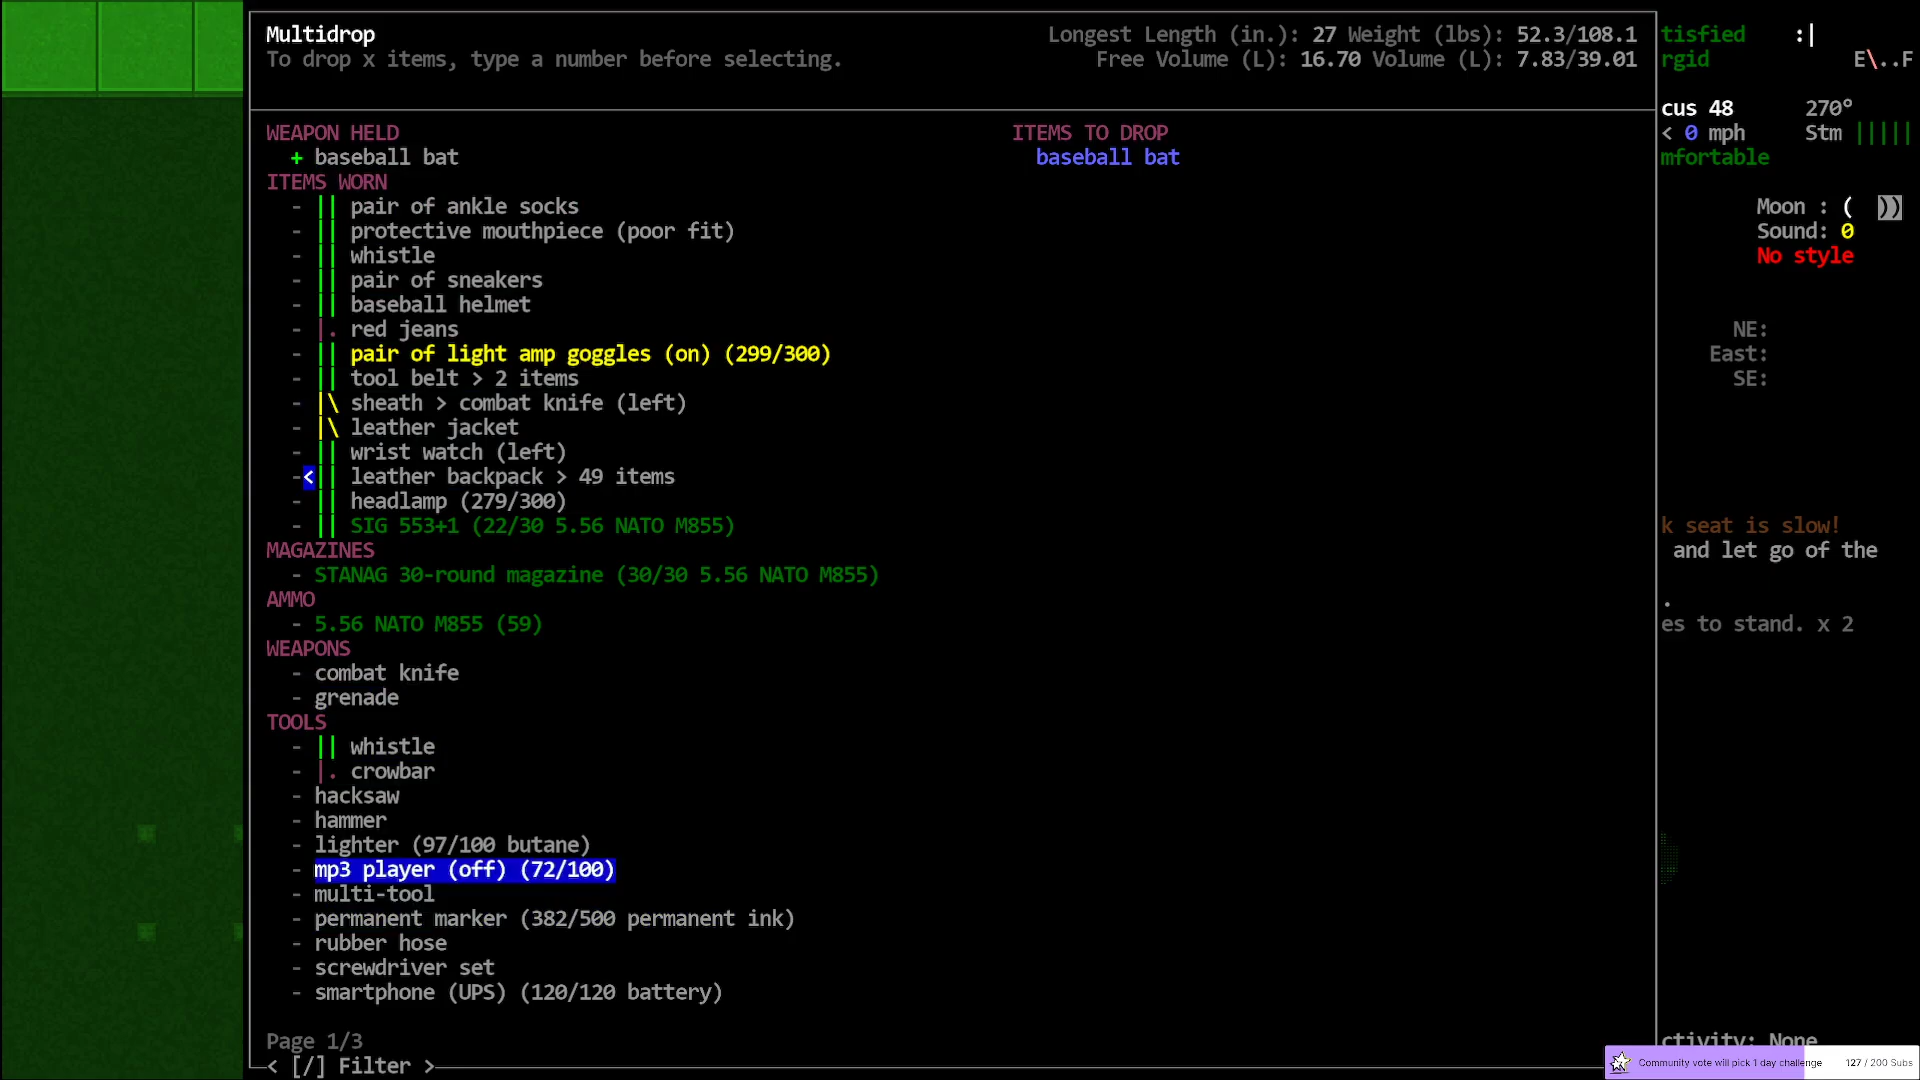 Multidrop
To drop x items, type a number before selecting.
Longest Length (in.): 27 Weight (lbs): 52.3/108.1
Free Volume (L): 16.70 Volume (L): 7.83/39.01
WEAPON HELD
+ baseball bat
ITEMS WORN
- || pair of ankle socks
- || protective mouthpiece (poor fit)
- || whistle
- || pair of sneakers
- || baseball helmet
- |. red jeans
- || pair of light amp goggles (on) (299/300)
- || tool belt > 2 items
- |\ sheath > combat knife (left)
- |\ leather jacket
- || wrist watch (left)
-<|| leather backpack > 49 items
- || headlamp (279/300)
- || SIG 553+1 (22/30 5.56 NATO M855)
MAGAZINES
- STANAG 30-round magazine (30/30 5.56 NATO M855)
AMMO
- 5.56 NATO M855 (59)
WEAPONS
- combat knife
- grenade
TOOLS
- || whistle
- |. crowbar
- hacksaw
- hammer
- lighter (97/100 butane)
- mp3 player (off) (72/100)
- multi-tool
- permanent marker (382/500 permanent ink)
- rubber hose
- screwdriver set
- smartphone (UPS) (120/120 battery)
Page 1/3
< [/] Filter >
ITEMS TO DROP
baseball bat
tisfied :|
rgid E\..F
cus 48 270°
< 0 mph Stm |||||
mfortable
Moon : ( ))
Sound: 0
No style
NE:
East:
SE:
k seat is slow!
and let go of the
.
es to stand. x 2
ctivity: None
Community vote will pick 1 day challenge 127 / 200 Subs